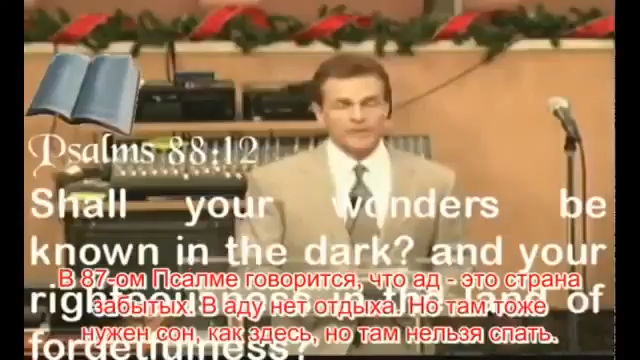 Psalms 88:12
Shall your wonders be
known in the dark? and your
В 87-ом Псалме говорится, что ад - это страна
забытых. В аду нет отдыха. Но там тоже
of
нужен сон, как здесь, но там нельзя спать.
forgetfulness?